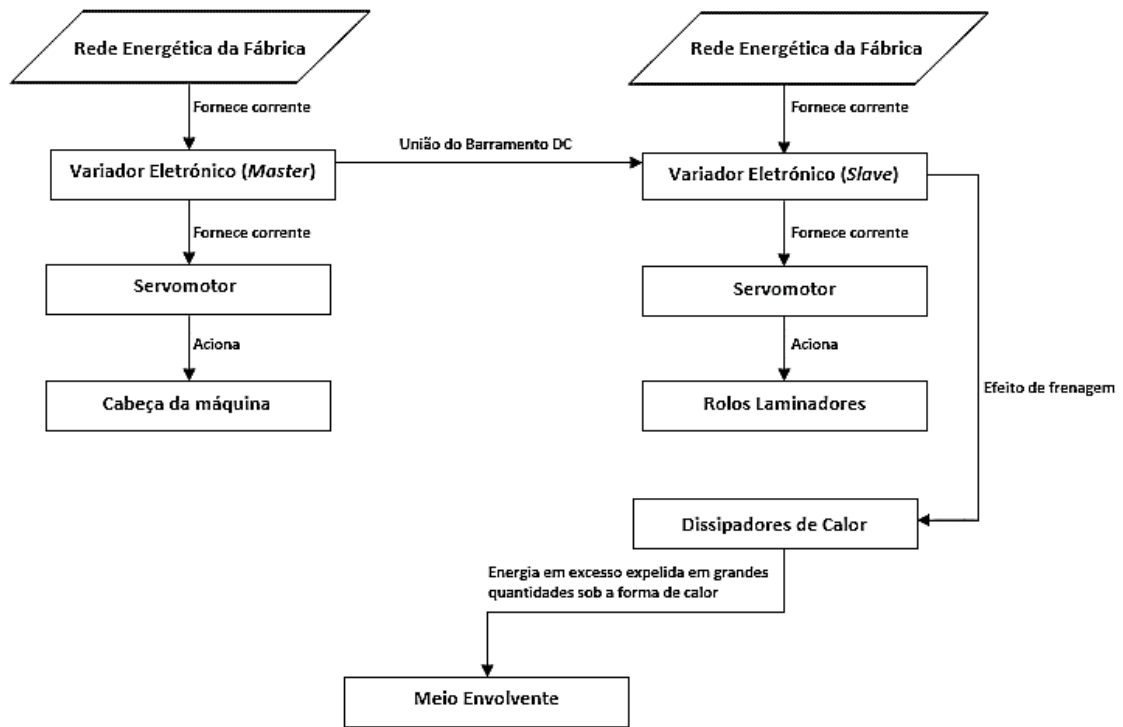 Rede Energética da Fábrica
Rede Energética da Fábrica
Fornece corrente
Fornece corrente
União do Barramento DC
Variador Eletrónico (Master)
Variador Eletrónico (Slave)
Fornece corrente
Fornece corrente
Servomotor
Servomotor
Aciona
Aciona
Efeito de frenagem
Cabeça da máquina
Rolos Laminadores
Dissipadores de Calor
Energia em excesso expelida em grandes
quantidades sob a forma de calor
Meio Envolvente